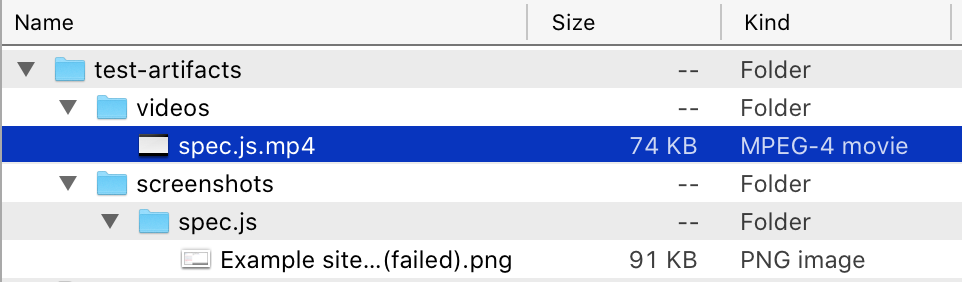 Name Size Kind
test-artifacts -- Folder
videos -- Folder
spec.js.mp4 74 KB MPEG-4 movie
screenshots -- Folder
spec.js -- Folder
Example site...(failed).png 91 KB PNG image